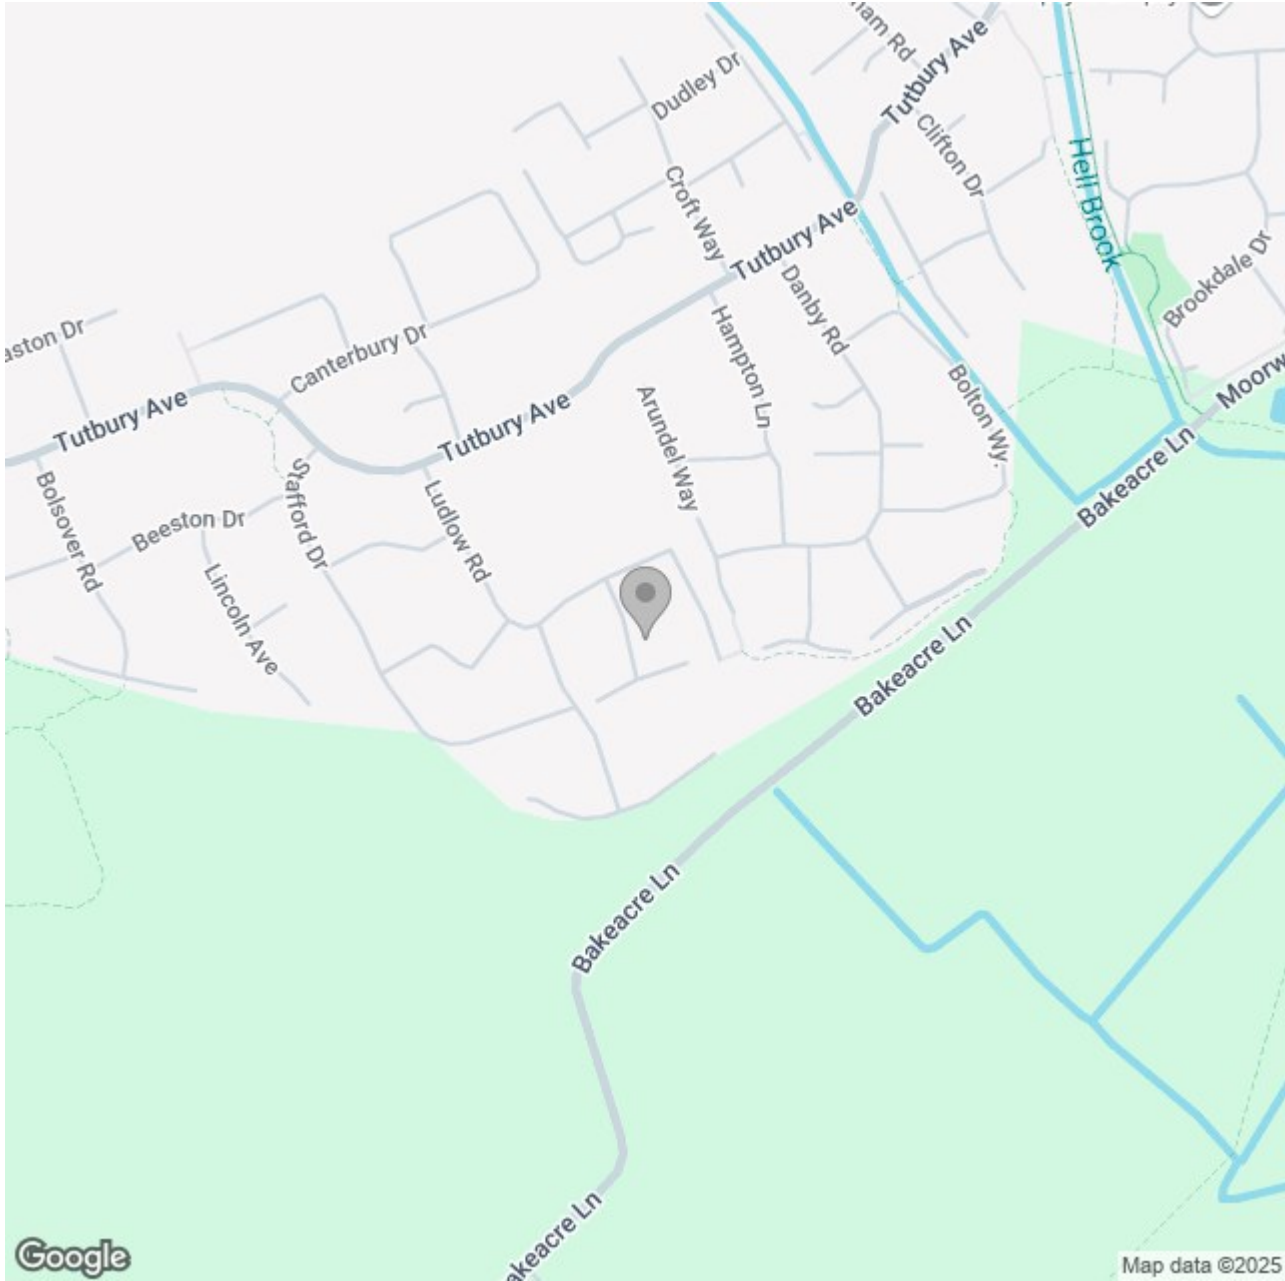 Dudley Dr
Tutbury Ave
Clifton Dr
Hell Brook
Croft Way
Tutbury Ave
Danby Rd
Brookdale Dr
Hampton Ln
Canterbury Dr
Arundel Way
Bolton Wy.
Tutbury Ave
Tutbury Ave
Bakeacre Ln
Bolsover Rd
Beeston Dr
Stafford Dr
Ludlow Rd
Lincoln Ave
Bakeacre Ln
Bakeacre Ln
akeacre Ln
Google
Map data ©2025